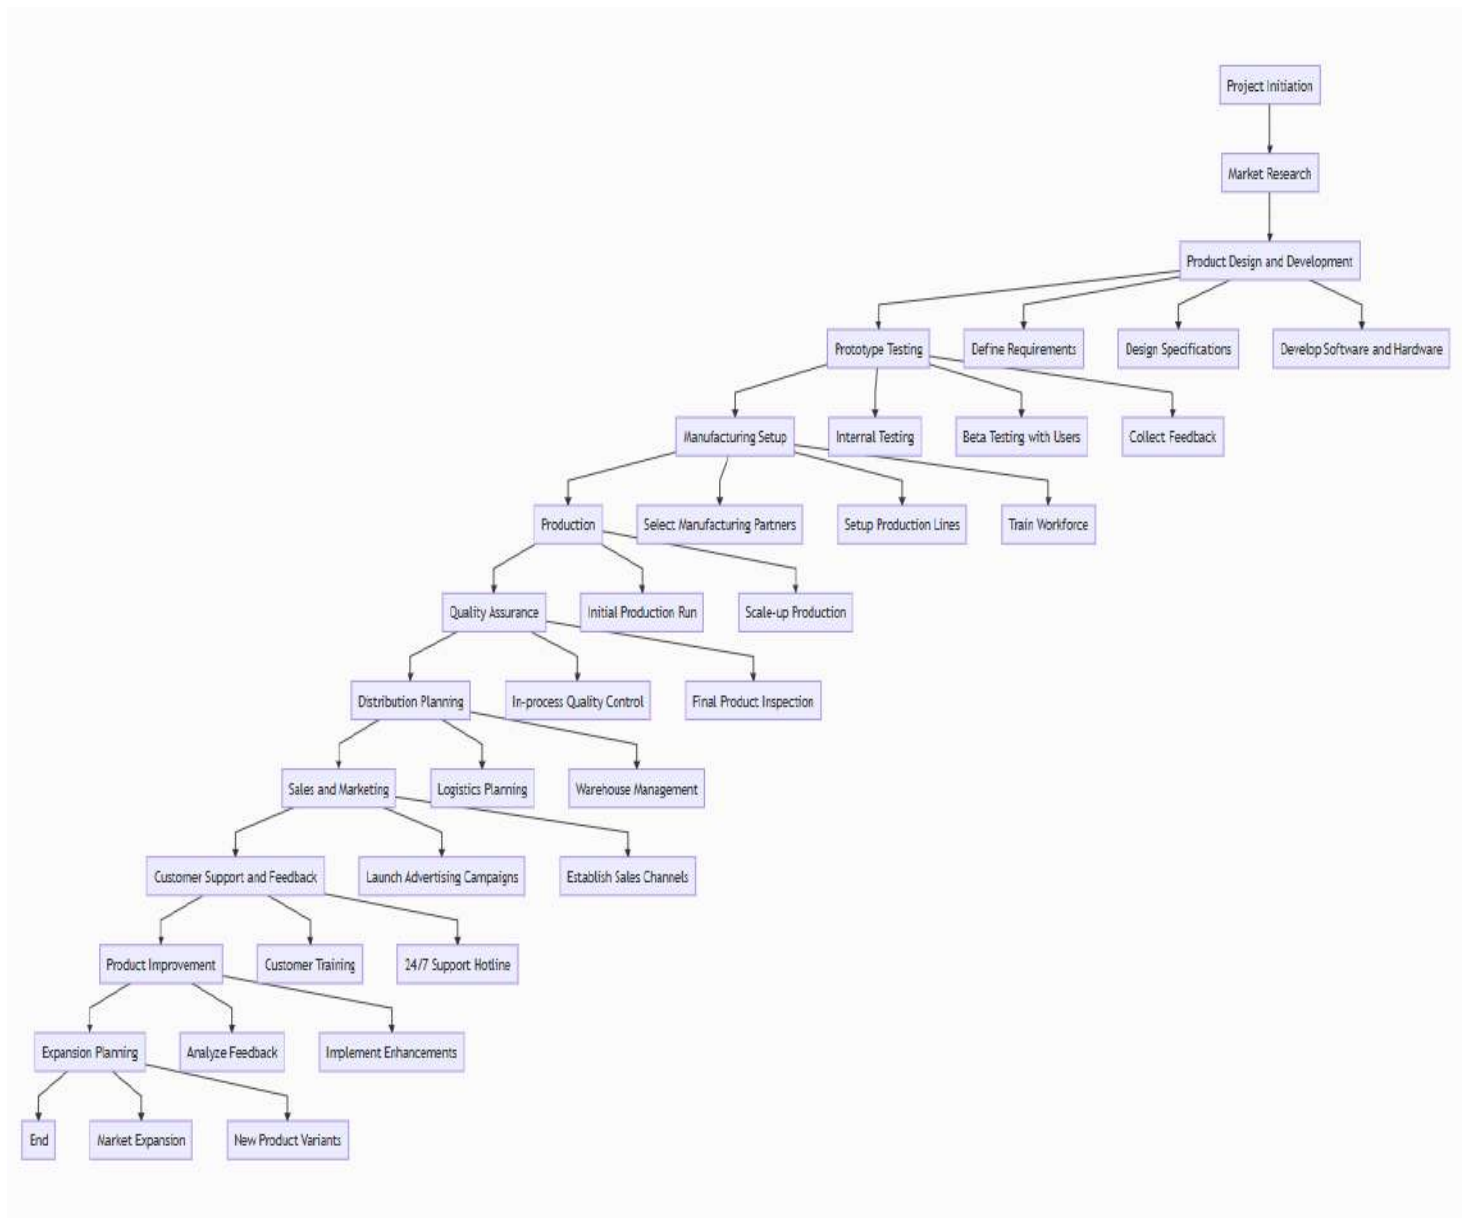 Project Initiation
Market Research
Product Design and Development
Prototype Testing
Define Requirements
Design Specifications
Develop Software and Hardware
Manufacturing Setup
Internal Testing
Beta Testing with Users
Collect Feedback
Production
Select Manufacturing Partners
Setup Production Lines
Train Workforce
Quality Assurance
Initial Production Run
Scale-up Production
Distribution Planning
In-process Quality Control
Final Product Inspection
Sales and Marketing
Logistics Planning
Warehouse Management
Customer Support and Feedback
Launch Advertising Campaigns
Establish Sales Channels
Product Improvement
Customer Training
24/7 Support Hotline
Expansion Planning
Analyze Feedback
Implement Enhancements
End
Market Expansion
New Product Variants